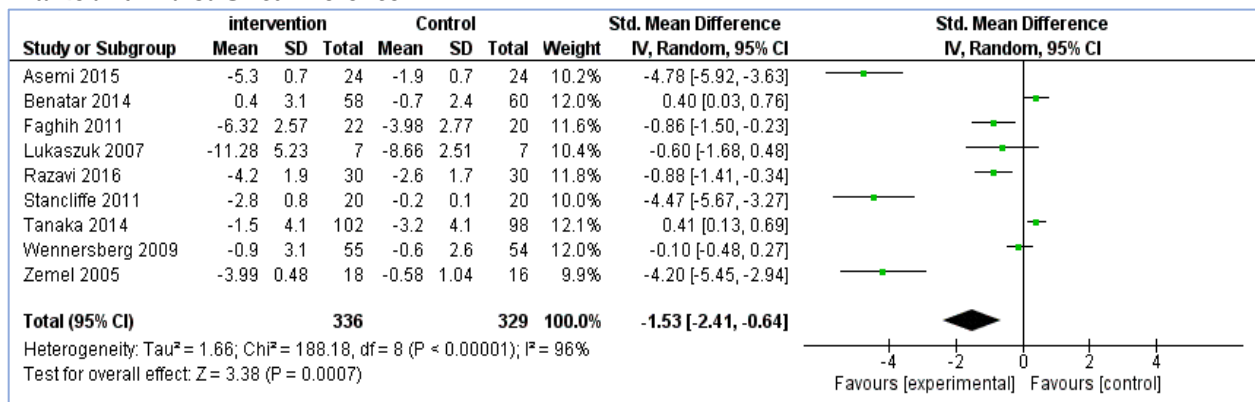 intervention Control Std. Mean Difference Std. Mean Difference
Study or Subgroup Mean SD Total Mean SD Total Weight IV, Random, 95% CI IV, Random, 95% CI
Asemi 2015 -5.3 0.7 24 -1.9 0.7 24 10.2% -4.78 [-5.92, -3.63]
Benatar 2014 0.4 3.1 58 -0.7 2.4 60 12.0% 0.40 [0.03, 0.76]
Faghih 2011 -6.32 2.57 22 -3.98 2.77 20 11.6% -0.86 [-1.50, -0.23]
Lukaszuk 2007 -11.28 5.23 7 -8.66 2.51 7 10.4% -0.60 [-1.68, 0.48]
Razavi 2016 -4.2 1.9 30 -2.6 1.7 30 11.8% -0.88 [-1.41, -0.34]
Stancliffe 2011 -2.8 0.8 20 -0.2 0.1 20 10.0% -4.47 [-5.67, -3.27]
Tanaka 2014 -1.5 4.1 102 -3.2 4.1 98 12.1% 0.41 [0.13, 0.69]
Wennersberg 2009 -0.9 3.1 55 -0.6 2.6 54 12.0% -0.10 [-0.48, 0.27]
Zemel 2005 -3.99 0.48 18 -0.58 1.04 16 9.9% -4.20 [-5.45, -2.94]
Total (95% CI) 336 329 100.0% -1.53 [-2.41, -0.64]
Heterogeneity: Tau² = 1.66; Chi² = 188.18, df = 8 (P < 0.00001); I² = 96%
Test for overall effect: Z = 3.38 (P = 0.0007)
-4 -2 0 2 4
Favours [experimental] Favours [control]